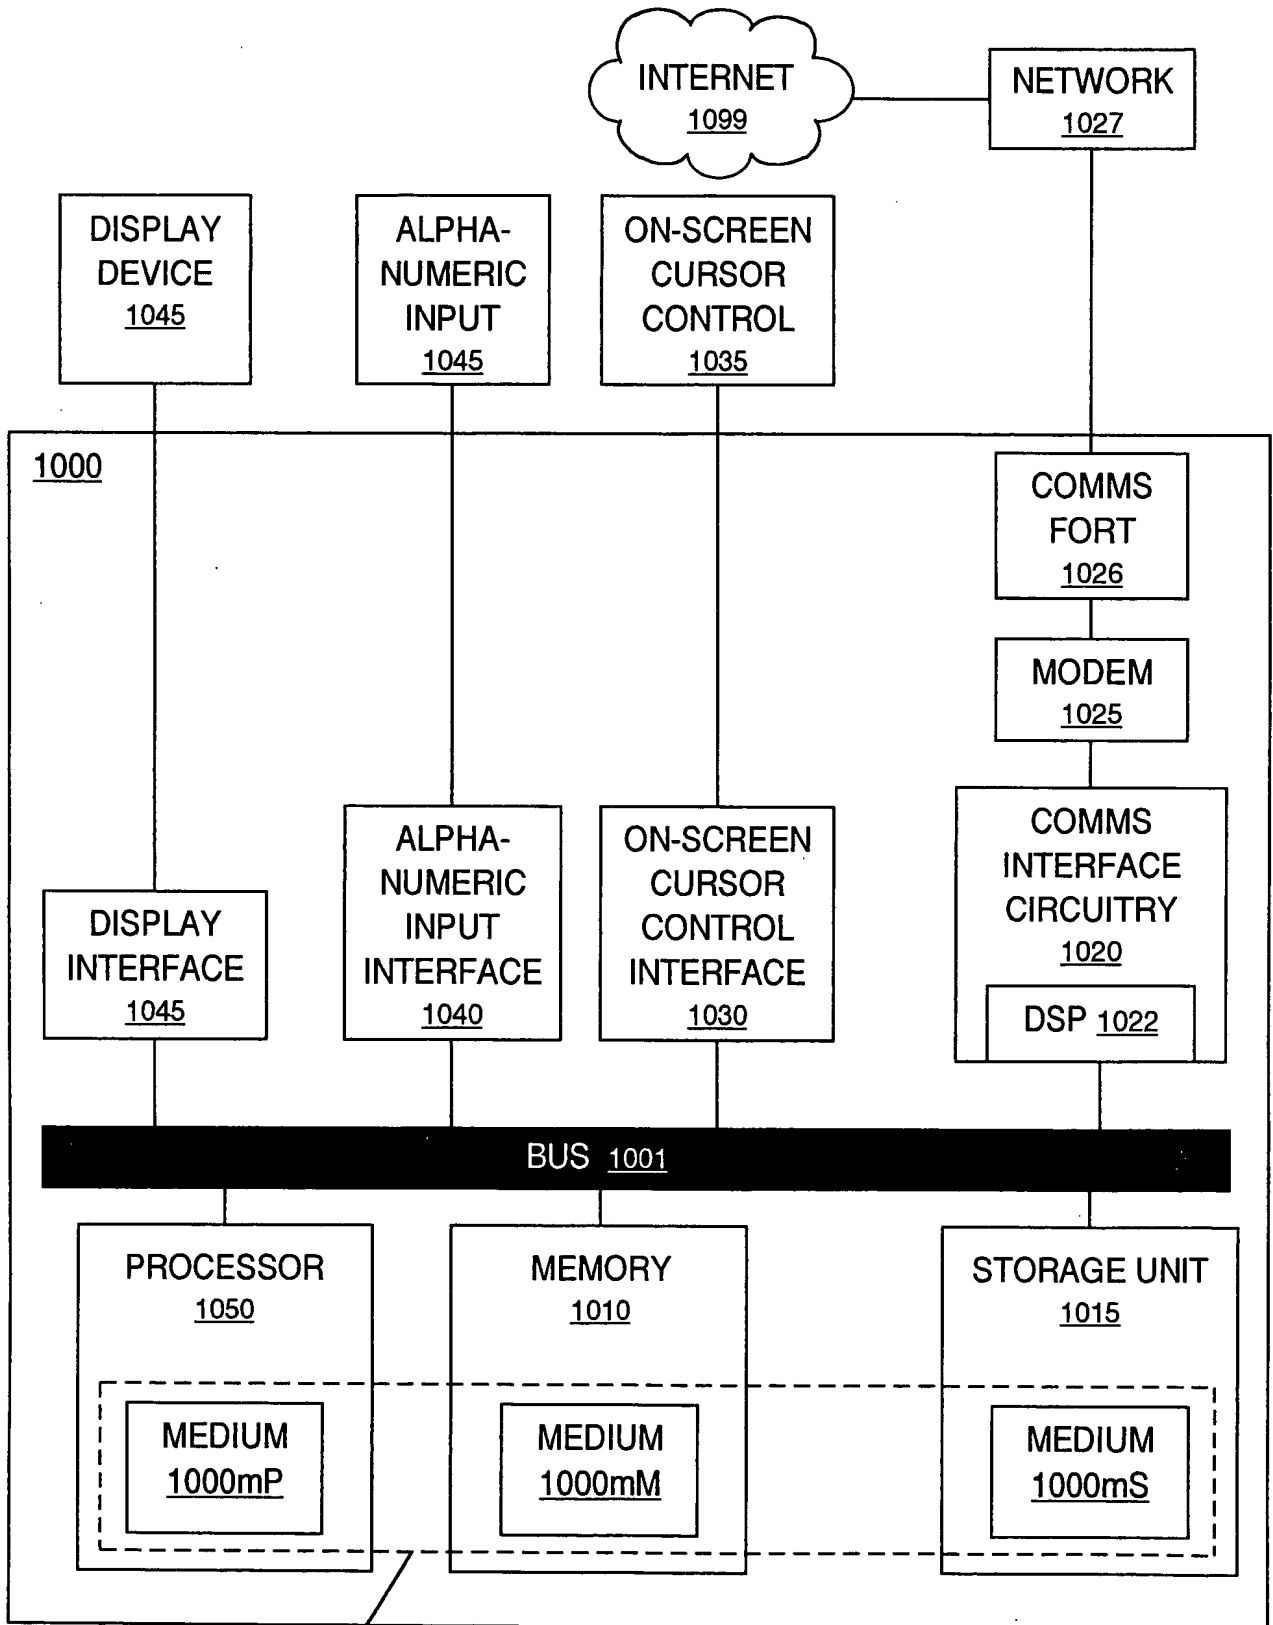 INTERNET
1099
NETWORK
1027
DISPLAY
DEVICE
1045
ALPHA-
NUMERIC
INPUT
1045
ON-SCREEN
CURSOR
CONTROL
1035
1000
COMMS
FORT
1026
MODEM
1025
COMMS
INTERFACE
CIRCUITRY
1020
DSP 1022
DISPLAY
INTERFACE
1045
ALPHA-
NUMERIC
INPUT
INTERFACE
1040
ON-SCREEN
CURSOR
CONTROL
INTERFACE
1030
BUS 1001
PROCESSOR
1050
MEMORY
1010
STORAGE UNIT
1015
MEDIUM
1000mP
MEDIUM
1000mM
MEDIUM
1000mS